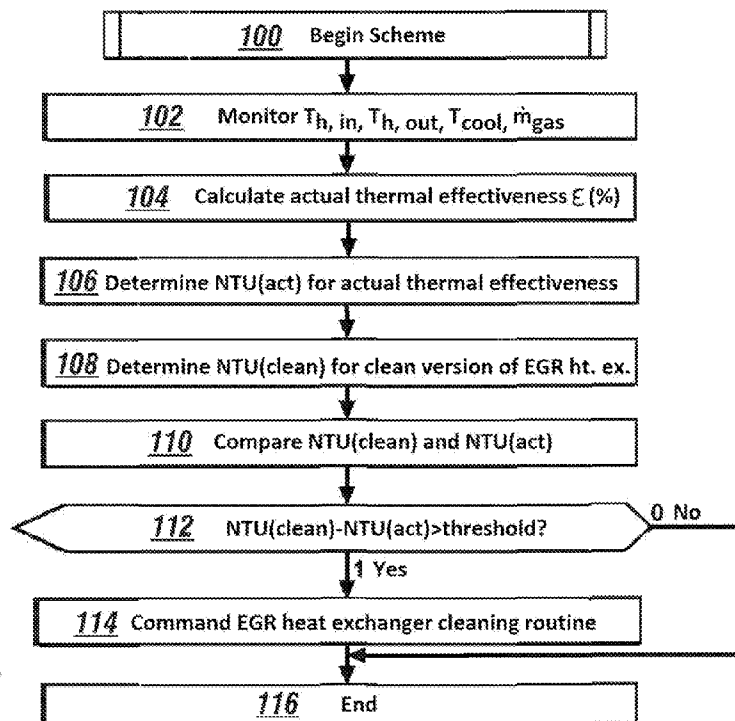 100 Begin Scheme
102 Monitor Th, in, Th, out, Tcool, ṁgas
104 Calculate actual thermal effectiveness ℇ (%)
106 Determine NTU(act) for actual thermal effectiveness
108 Determine NTU(clean) for clean version of EGR ht. ex.
110 Compare NTU(clean) and NTU(act)
112 NTU(clean)-NTU(act)>threshold?
0 No
1 Yes
114 Command EGR heat exchanger cleaning routine
116 End